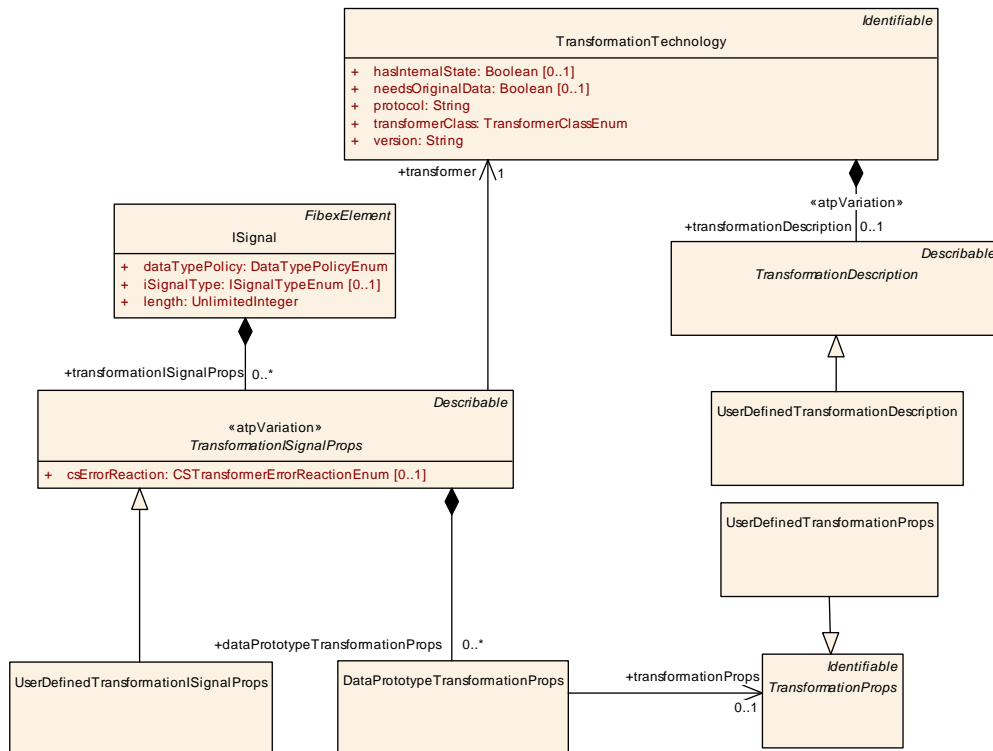 Identifiable
TransformationTechnology
+ hasInternalState: Boolean [0..1]
+ needsOriginalData: Boolean [0..1]
+ protocol: String
+ transformerClass: TransformerClassEnum
+ version: String
+transformer 1
«atpVariation»
+transformationDescription 0..1
FibexElement
ISignal
+ dataTypePolicy: DataTypePolicyEnum
+ iSignalType: ISignalTypeEnum [0..1]
+ length: UnlimitedInteger
Describable
TransformationDescription
+transformationISignalProps 0..*
Describable
«atpVariation»
TransformationISignalProps
+ csErrorReaction: CSTransformerErrorReactionEnum [0..1]
UserDefinedTransformationDescription
UserDefinedTransformationProps
+dataPrototypeTransformationProps 0..*
UserDefinedTransformationISignalProps
DataPrototypeTransformationProps
+transformationProps
0..1
Identifiable
TransformationProps